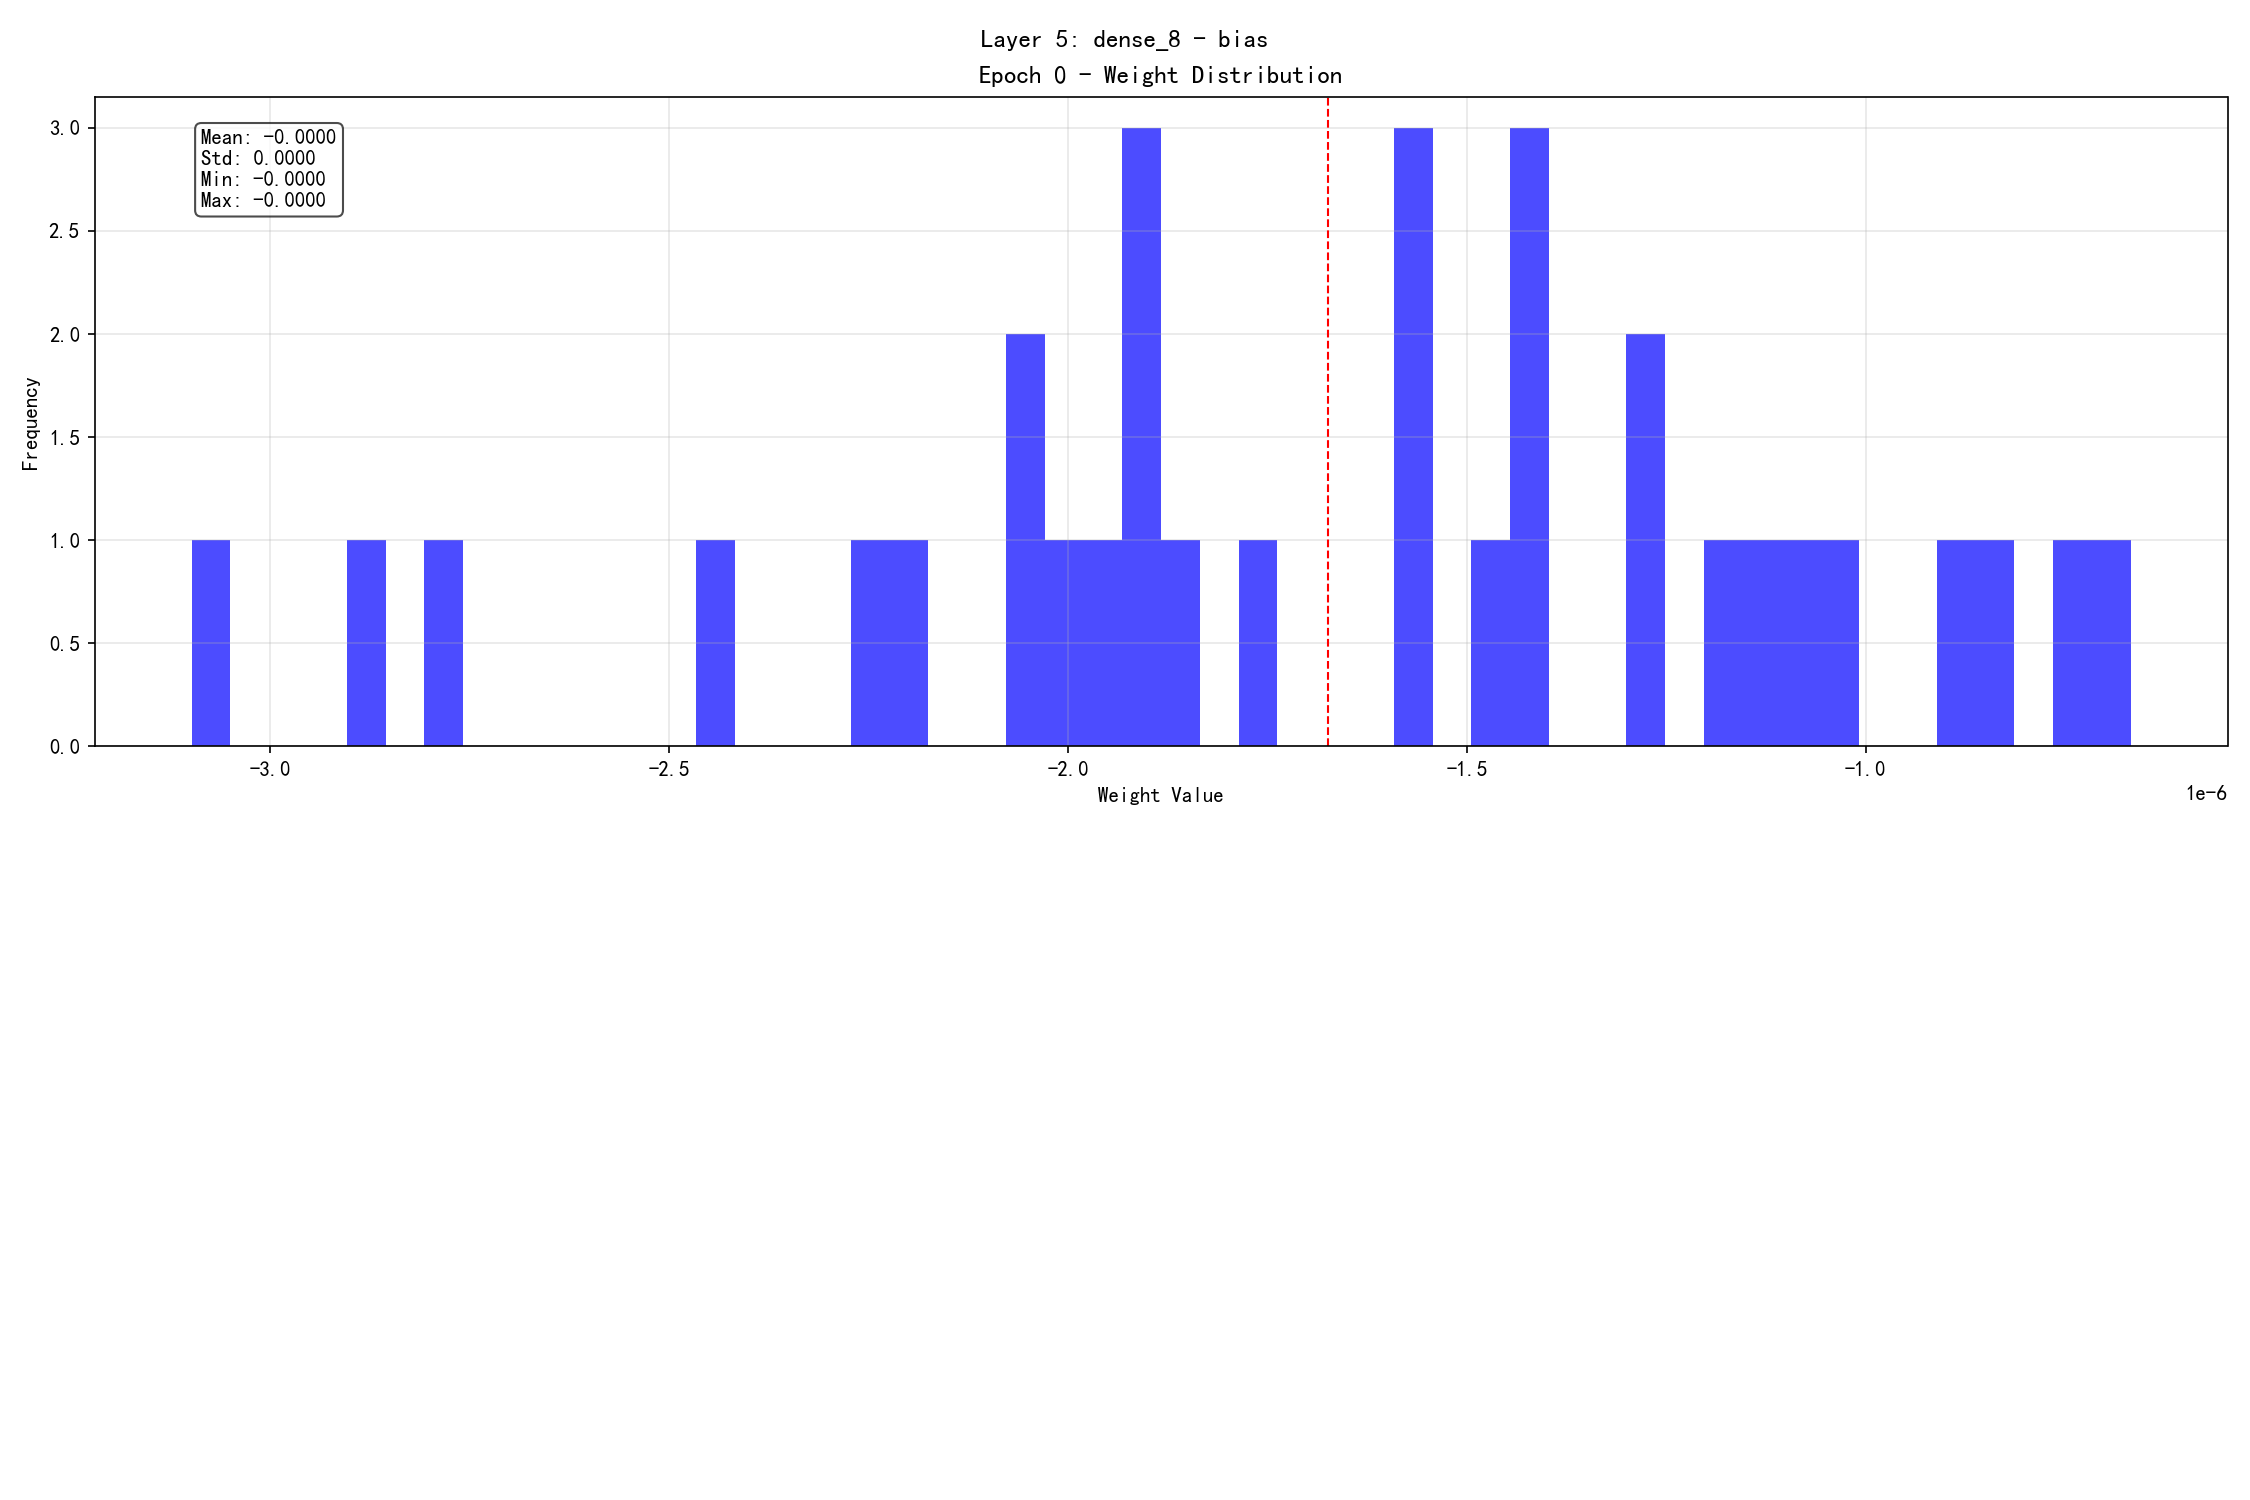 Layer 5: dense_8 - bias
Epoch 0 - Weight Distribution
Mean: -0.0000
Std: 0.0000
Min: -0.0000
Max: -0.0000
Frequency
3.0
2.5
2.0
1.5
1.0
0.5
0.0
-3.0 -2.5 -2.0 -1.5 -1.0
Weight Value
1e-6